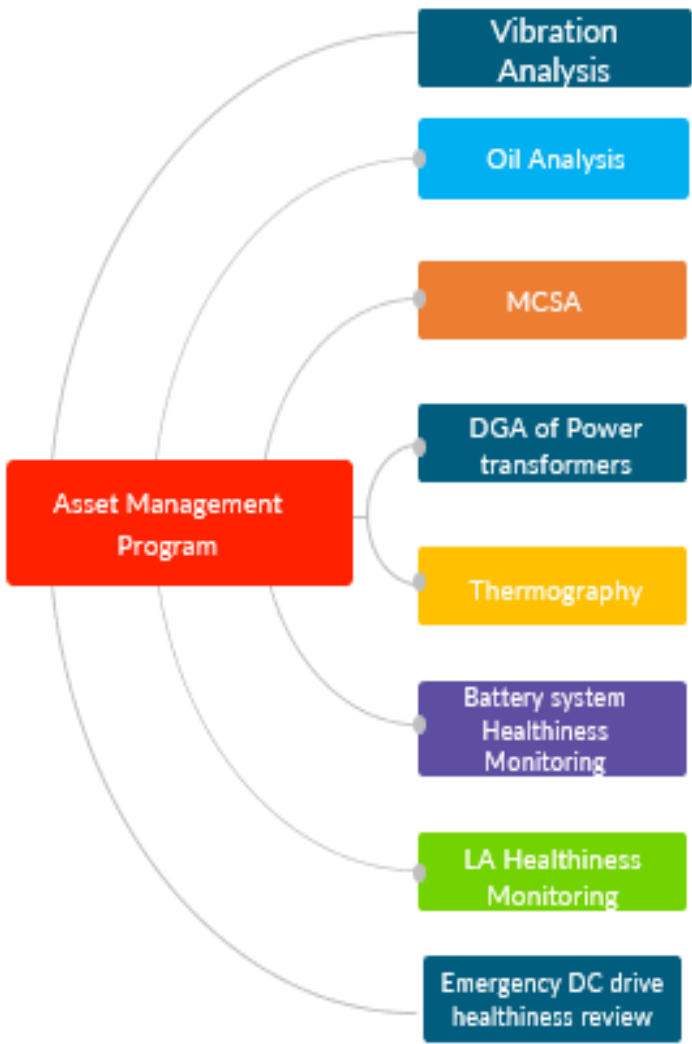 Vibration
Analysis
Oil Analysis
MCSA
DGA of Power
transformers
Asset Management
Program
Thermography
Battery system
Healthiness
Monitoring
LA Healthiness
Monitoring
Emergency DC drive
healthiness review